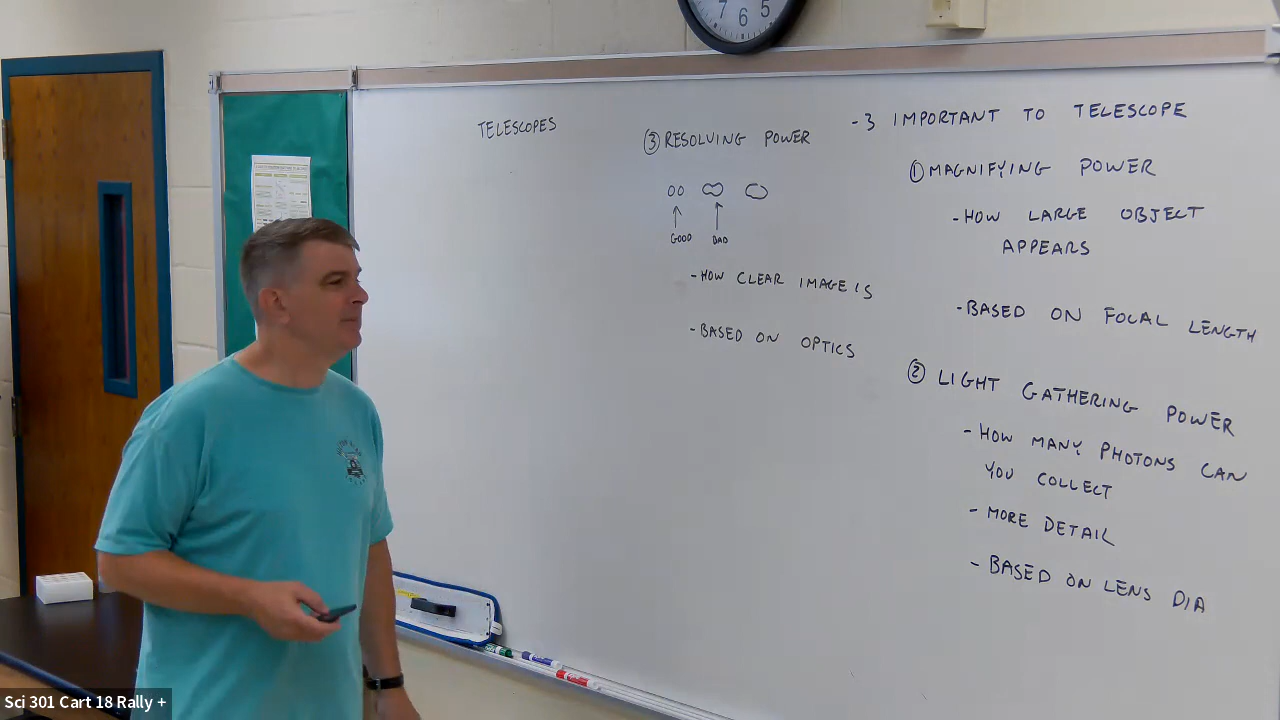 7 6 5
TELESCOPES
-3 IMPORTANT TO TELESCOPE
① MAGNIFYING POWER
-HOW LARGE OBJECT
APPEARS
-BASED ON FOCAL LENGTH
② LIGHT GATHERING POWER
-HOW MANY PHOTONS CAN
YOU COLLECT
- MORE DETAIL
- BASED ON LENS DIA
③ RESOLVING POWER
GOOD BAD
-HOW CLEAR IMAGE IS
-BASED ON OPTICS
Sci 301 Cart 18 Rally +